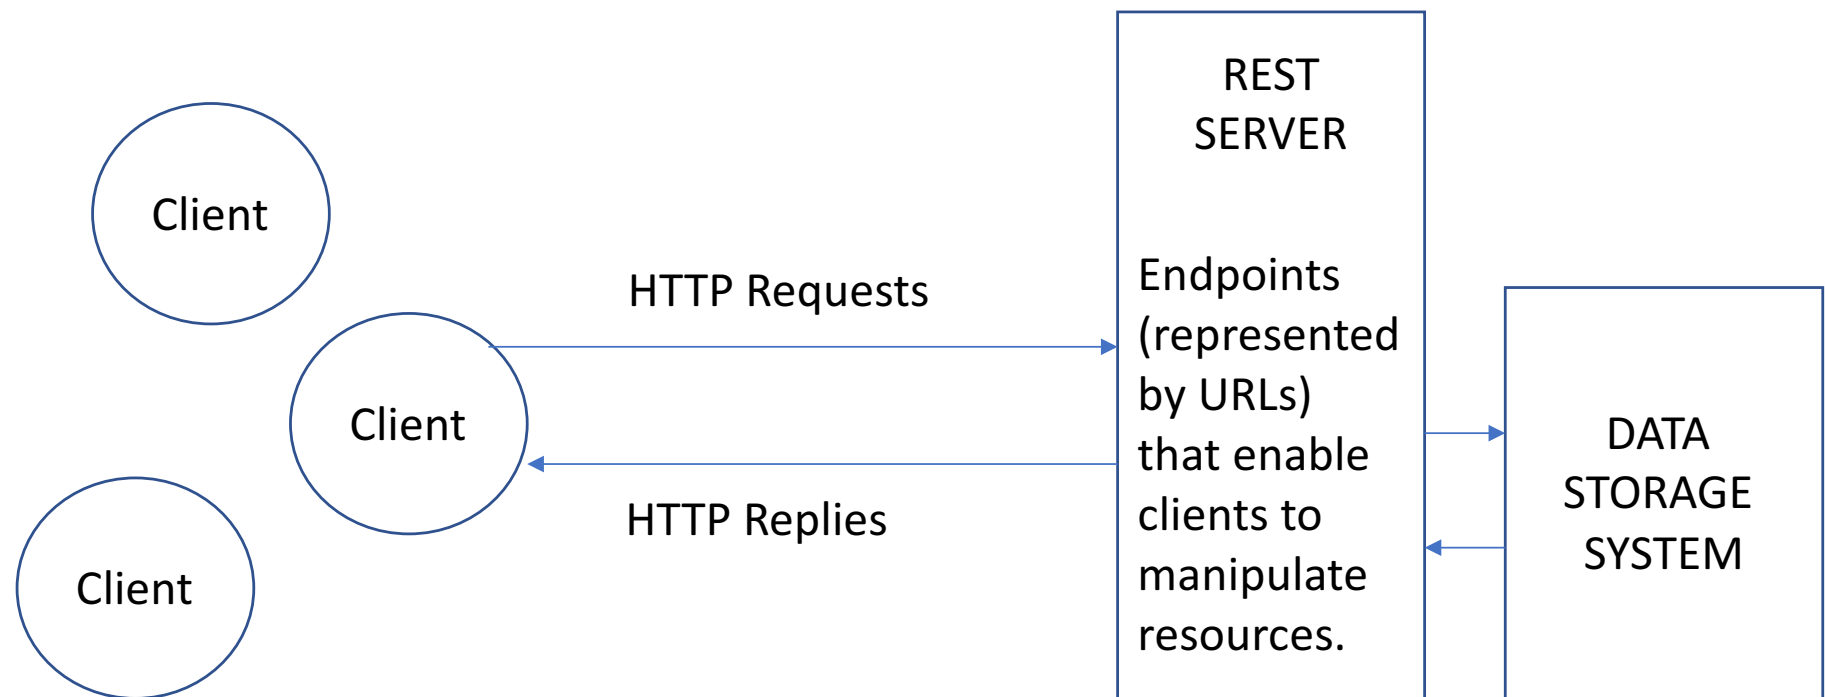 Client
Client
Client
HTTP Requests
HTTP Replies
REST
SERVER
Endpoints
(represented
by URLs)
that enable
clients to
manipulate
resources.
DATA
STORAGE
SYSTEM